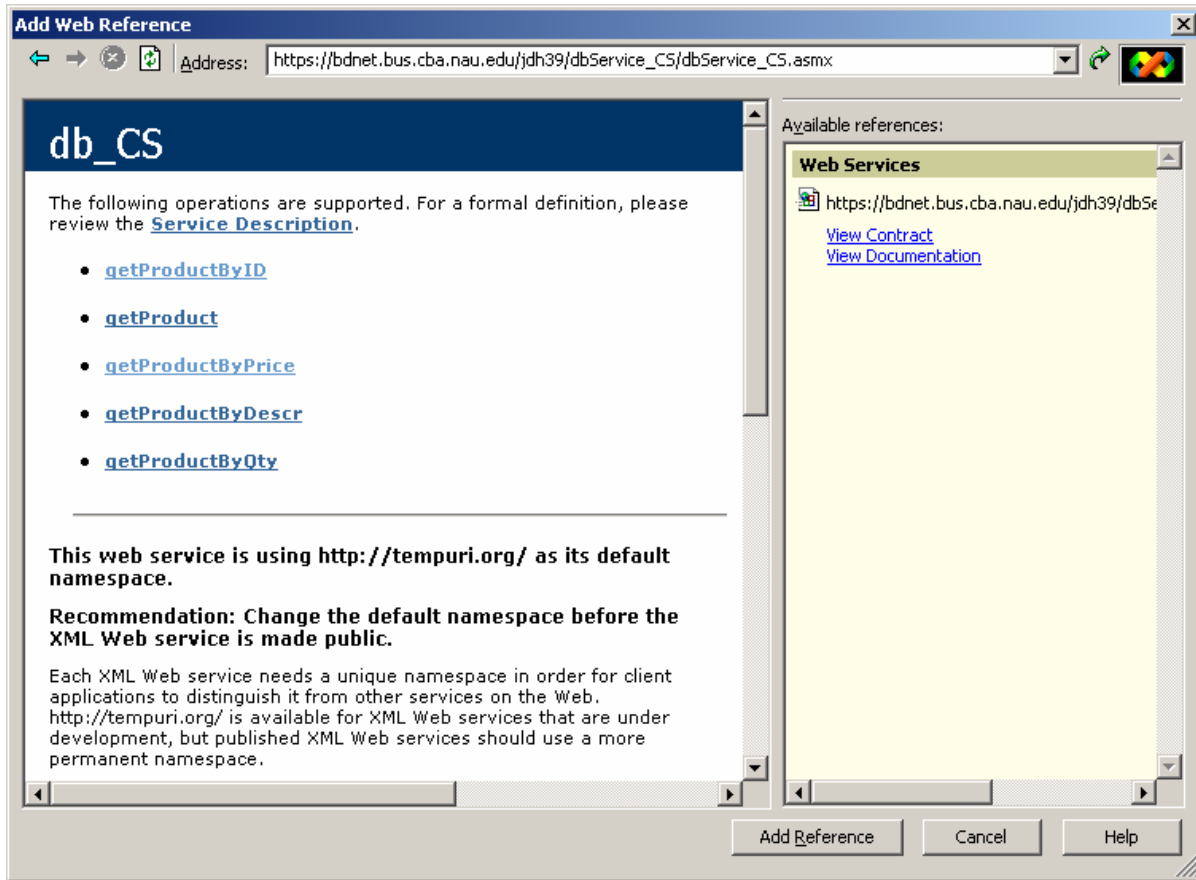 Add Web Reference
Address: https://bdnet.bus.cba.nau.edu/jdh39/dbService_CS/dbService_CS.asmx
db_CS
The following operations are supported. For a formal definition, please
review the Service Description.
getProductByID
getProduct
getProductByPrice
getProductByDescr
getProductByQty
This web service is using http://tempuri.org/ as its default
namespace.
Recommendation: Change the default namespace before the
XML Web service is made public.
Each XML Web service needs a unique namespace in order for client
applications to distinguish it from other services on the Web.
http://tempuri.org/ is available for XML Web services that are under
development, but published XML Web services should use a more
permanent namespace.
Available references:
Web Services
https://bdnet.bus.cba.nau.edu/jdh39/dbSe
View Contract
View Documentation
Add Reference
Cancel
Help